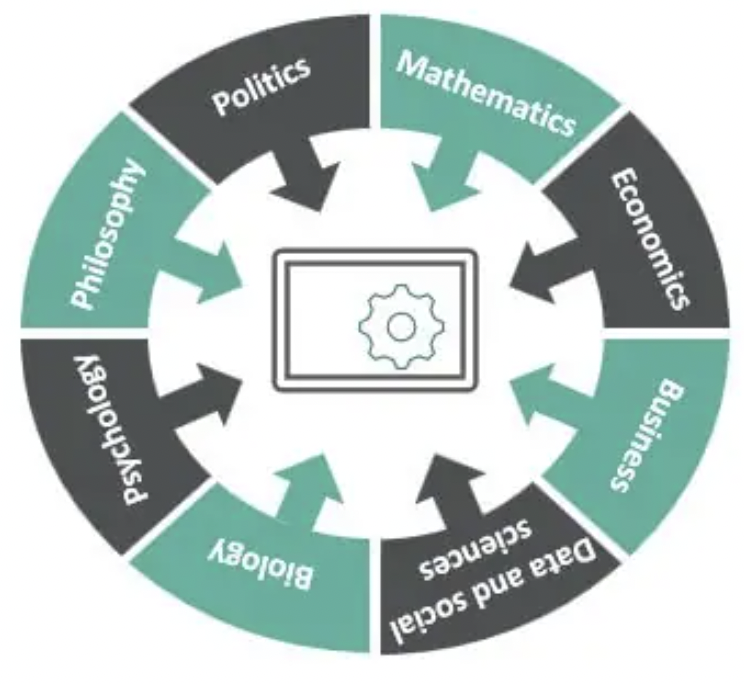 Politics
Mathematics
Economics
Business
Data and social
sciences
Biology
Psychology
Philosophy